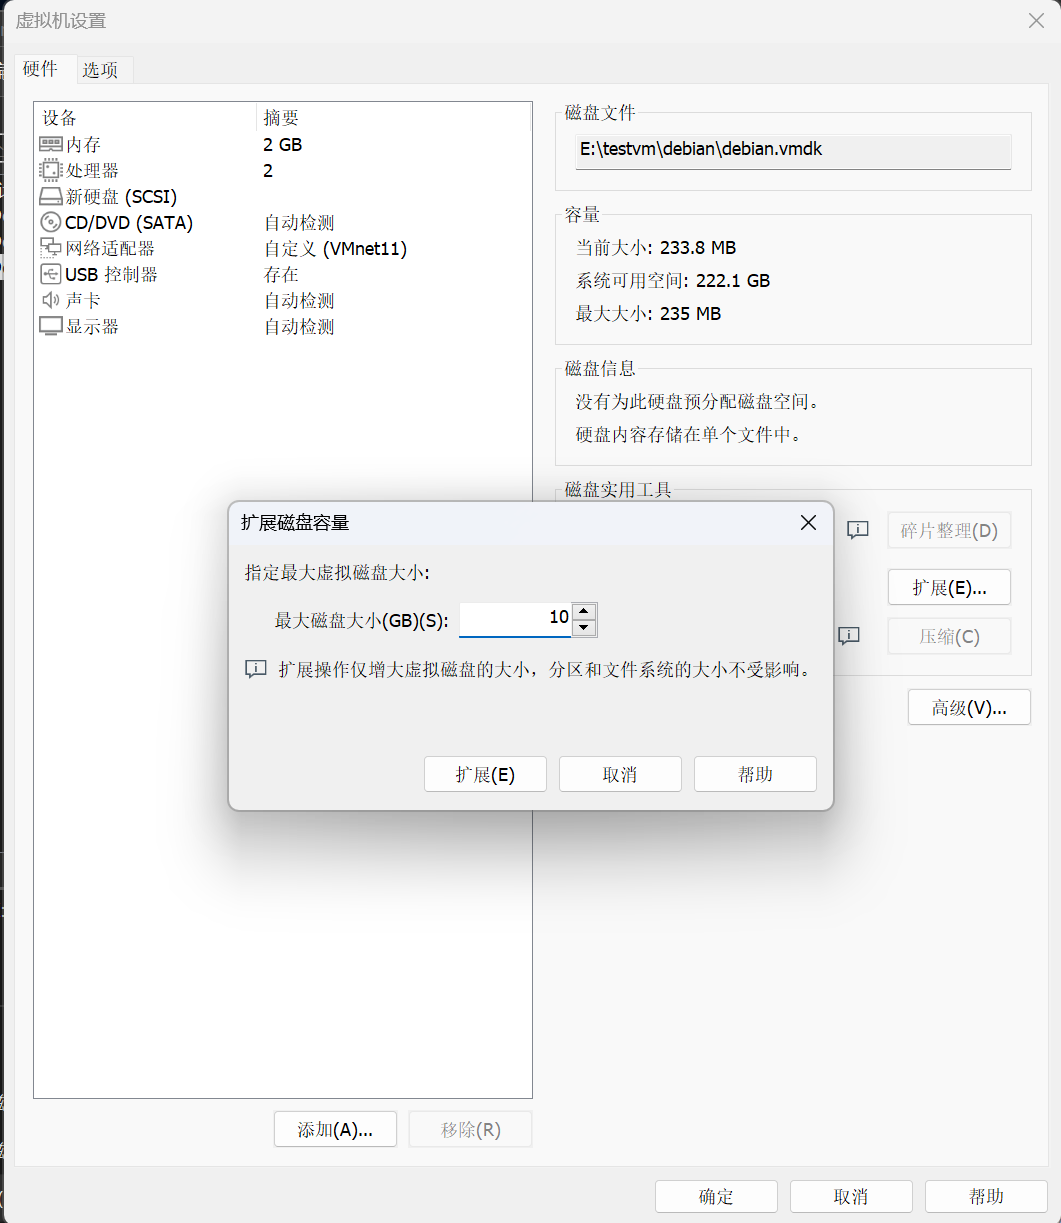 虚拟机设置
硬件
选项
设备 摘要
内存 2 GB
处理器 2
新硬盘 (SCSI)
CD/DVD (SATA) 自动检测
网络适配器 自定义 (VMnet11)
USB 控制器 存在
声卡 自动检测
显示器 自动检测
添加(A)...
移除(R)
磁盘文件
E:\testvm\debian\debian.vmdk
容量
当前大小: 233.8 MB
系统可用空间: 222.1 GB
最大大小: 235 MB
磁盘信息
没有为此硬盘预分配磁盘空间。
硬盘内容存储在单个文件中。
磁盘实用工具
碎片整理(D)
扩展(E)...
压缩(C)
高级(V)...
扩展磁盘容量
指定最大虚拟磁盘大小:
最大磁盘大小(GB)(S): 10
扩展操作仅增大虚拟磁盘的大小，分区和文件系统的大小不受影响。
扩展(E)
取消
帮助
确定
取消
帮助